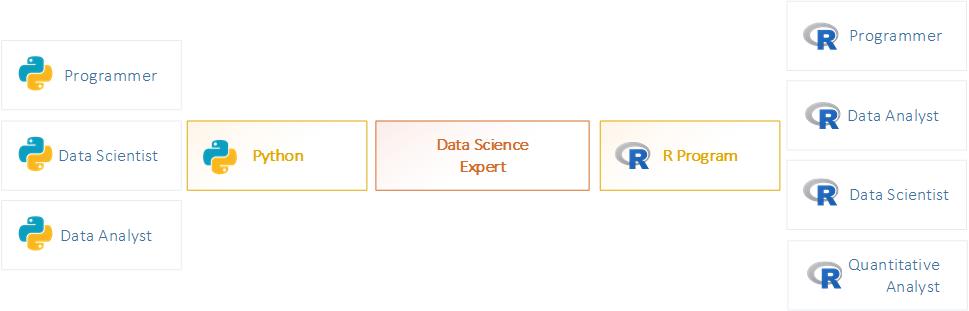 Programmer
Data Scientist
Data Analyst
Python
Data Science
Expert
R Program
R Programmer
R Data Analyst
R Data Scientist
R Quantitative
Analyst